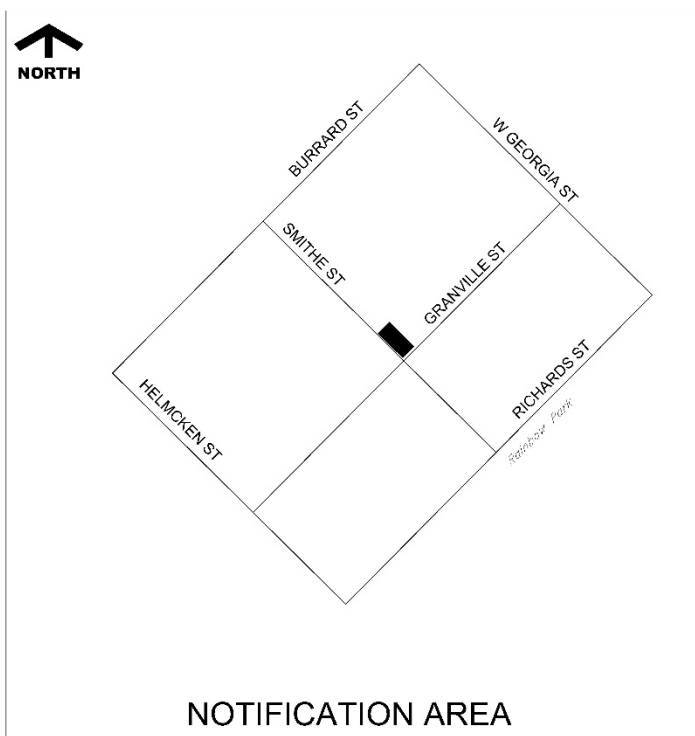 NORTH
BURRARD ST
W GEORGIA ST
SMITHE ST
GRANVILLE ST
RICHARDS ST
Rainbow Park
HELMCKEN ST
NOTIFICATION AREA